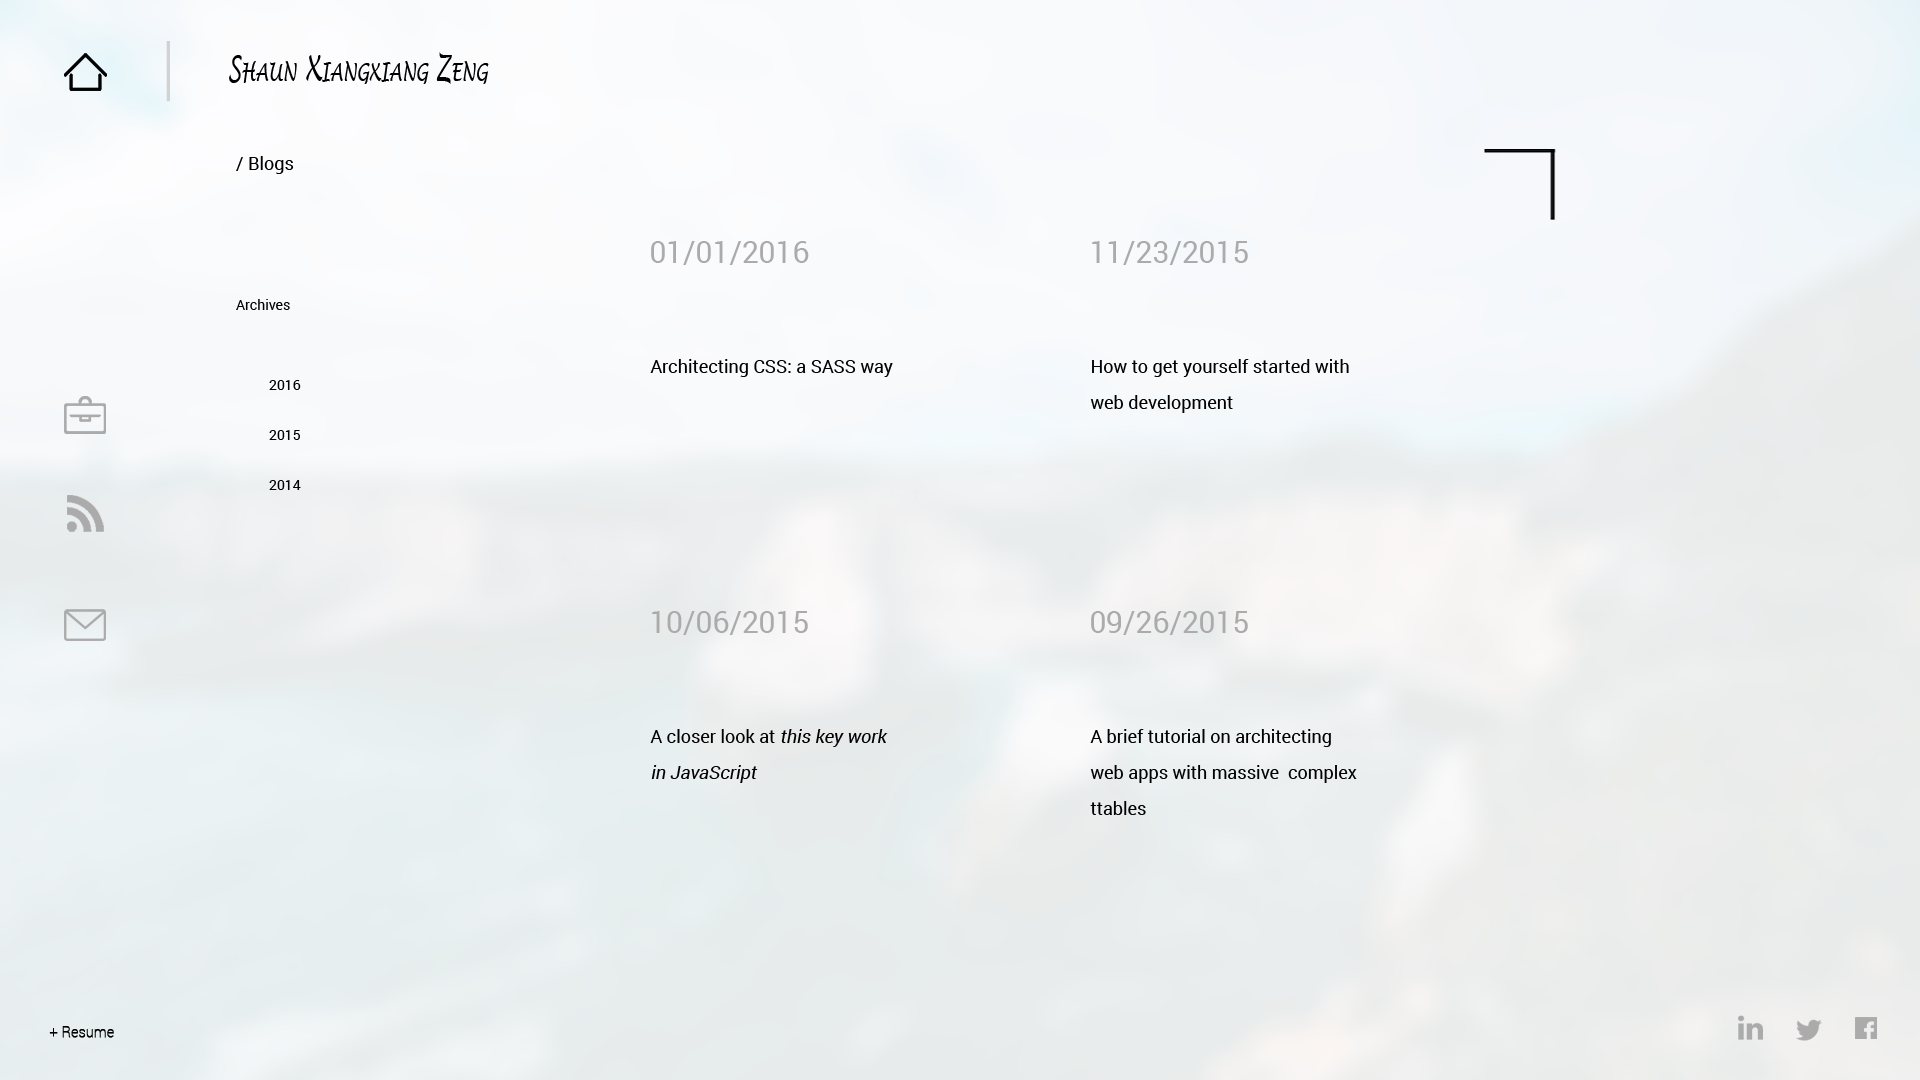 Shaun Xiangxiang Zeng
/ Blogs
Archives
2016
2015
2014
01/01/2016
Architecting CSS: a SASS way
11/23/2015
How to get yourself started with
web development
10/06/2015
A closer look at this key work
in JavaScript
09/26/2015
A brief tutorial on architecting
web apps with massive  complex
ttables
+ Resume